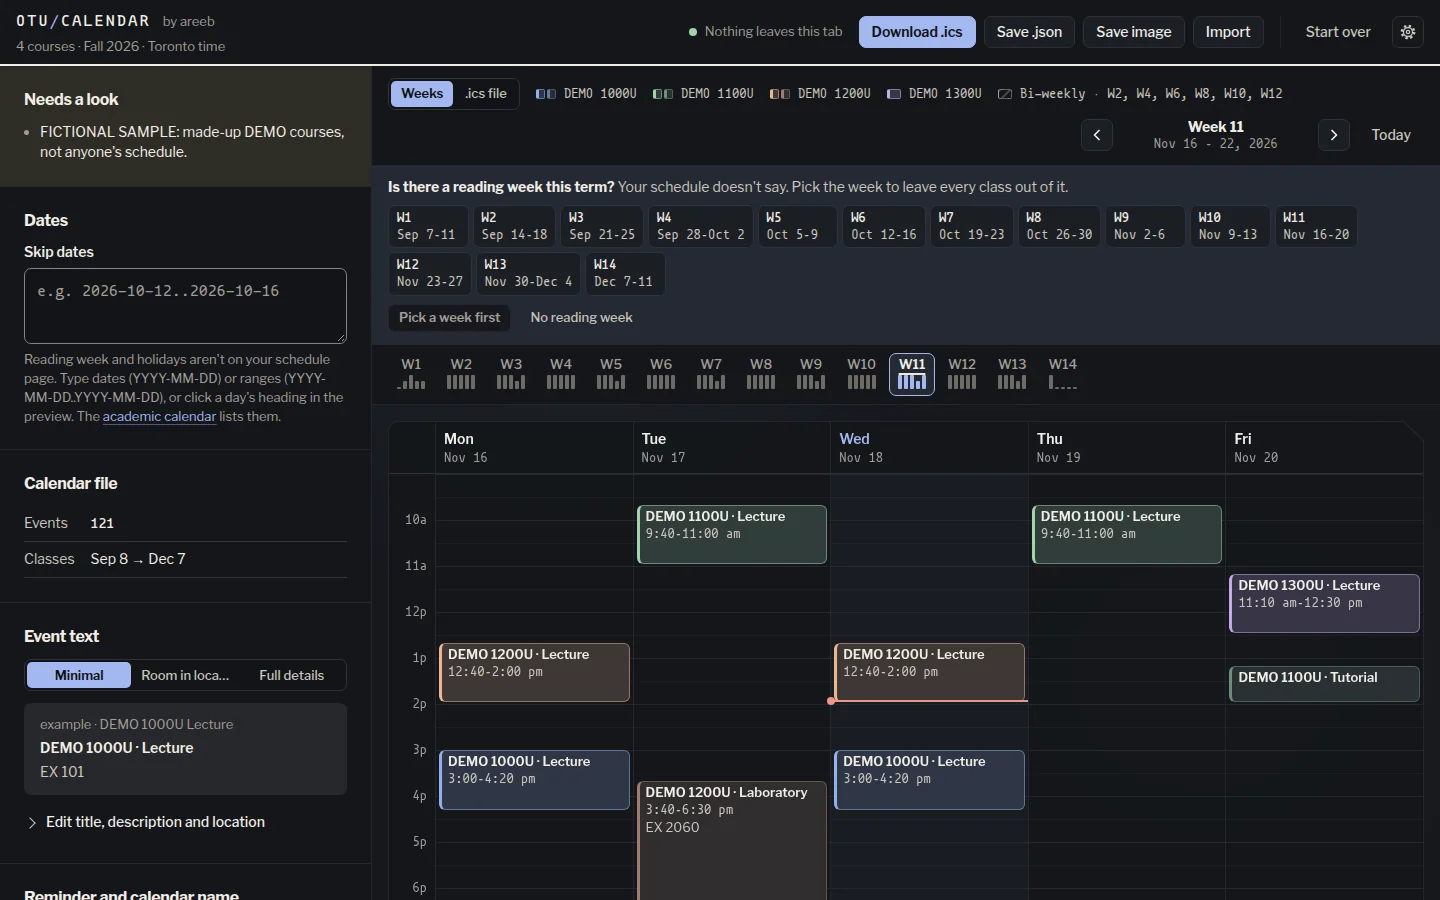 OTU/CALENDAR by areeb
4 courses · Fall 2026 · Toronto time
Nothing leaves this tab
Download .ics
Save .json
Save image
Import
Start over
Needs a look
• FICTIONAL SAMPLE: made-up DEMO courses,
not anyone's schedule.
Dates
Skip dates
e.g. 2026-10-12..2026-10-16
Reading week and holidays aren't on your schedule
page. Type dates (YYYY-MM-DD) or ranges (YYYY-
MM-DD..YYYY-MM-DD), or click a day's heading in the
preview. The academic calendar lists them.
Calendar file
Events 121
Classes Sep 8 → Dec 7
Event text
Minimal
Room in loca...
Full details
example · DEMO 1000U Lecture
DEMO 1000U · Lecture
EX 101
Edit title, description and location
Reminder and calendar name
Weeks
.ics file
DEMO 1000U
DEMO 1100U
DEMO 1200U
DEMO 1300U
Bi-weekly · W2, W4, W6, W8, W10, W12
Week 11
Nov 16 - 22, 2026
Today
Is there a reading week this term? Your schedule doesn't say. Pick the week to leave every class out of it.
W1
Sep 7-11
W2
Sep 14-18
W3
Sep 21-25
W4
Sep 28-Oct 2
W5
Oct 5-9
W6
Oct 12-16
W7
Oct 19-23
W8
Oct 26-30
W9
Nov 2-6
W10
Nov 9-13
W11
Nov 16-20
W12
Nov 23-27
W13
Nov 30-Dec 4
W14
Dec 7-11
Pick a week first
No reading week
W1 W2 W3 W4 W5 W6 W7 W8 W9 W10 W11 W12 W13 W14
Mon
Nov 16
Tue
Nov 17
Wed
Nov 18
Thu
Nov 19
Fri
Nov 20
10a
11a
12p
1p
2p
3p
4p
5p
6p
DEMO 1200U · Lecture
12:40-2:00 pm
DEMO 1000U · Lecture
3:00-4:20 pm
DEMO 1100U · Lecture
9:40-11:00 am
DEMO 1200U · Laboratory
3:40-6:30 pm
EX 2060
DEMO 1200U · Lecture
12:40-2:00 pm
DEMO 1000U · Lecture
3:00-4:20 pm
DEMO 1100U · Lecture
9:40-11:00 am
DEMO 1300U · Lecture
11:10 am-12:30 pm
DEMO 1100U · Tutorial